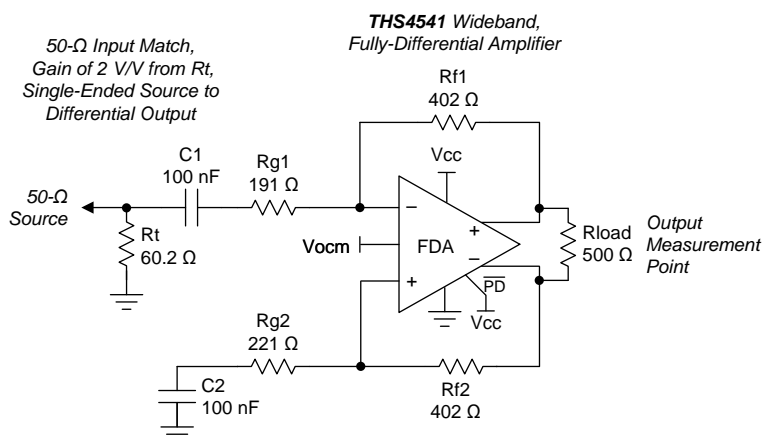 THS4541 Wideband,
Fully-Differential Amplifier
50-Ω Input Match,
Gain of 2 V/V from Rt,
Single-Ended Source to
Differential Output
Rf1
402 Ω
C1
100 nF
Rg1
191 Ω
Vcc
50-Ω
Source
Rt
60.2 Ω
Vocm
−
+
FDA
+
−
PD
Vcc
Rload
500 Ω
Output
Measurement
Point
Rg2
221 Ω
C2
100 nF
Rf2
402 Ω